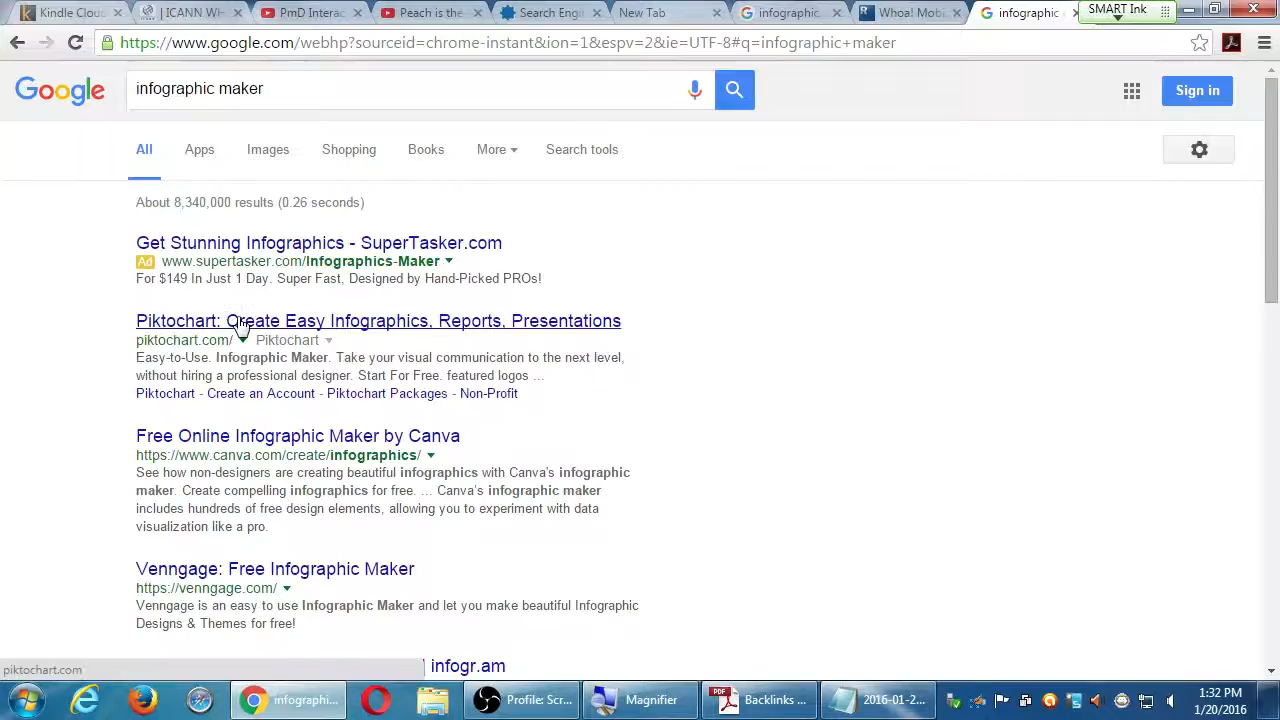 Kindle Cloud
| ICANN WH
PmD Interac
Peach is the
Search Eng
New Tab
infographic
Whoa! Mobi
infographic
SMART Ink
https://www.google.com/webhp?sourceid=chrome-instant&ion=1&espv=2&ie=UTF-8#q=infographic+maker
Google
infographic maker
Sign in
All
Apps
Images
Shopping
Books
More
Search tools
About 8,340,000 results (0.26 seconds)
Get Stunning Infographics - SuperTasker.com
Ad www.supertasker.com/Infographics-Maker
For $149 In Just 1 Day. Super Fast, Designed by Hand-Picked PROs!
Piktochart: Create Easy Infographics, Reports, Presentations
piktochart.com/ Piktochart
Easy-to-Use. Infographic Maker. Take your visual communication to the next level,
without hiring a professional designer. Start For Free. featured logos ...
Piktochart - Create an Account - Piktochart Packages - Non-Profit
Free Online Infographic Maker by Canva
https://www.canva.com/create/infographics/
See how non-designers are creating beautiful infographics with Canva's infographic
maker. Create compelling infographics for free. ... Canva's infographic maker
includes hundreds of free design elements, allowing you to experiment with data
visualization like a pro.
Venngage: Free Infographic Maker
https://venngage.com/
Venngage is an easy to use Infographic Maker and let you make beautiful Infographic
Designs & Themes for free!
| infogr.am
piktochart.com
infographi...
Profile: Scr...
Magnifier
PDF
Backlinks ...
2016-01-2...
1:32 PM
1/20/2016